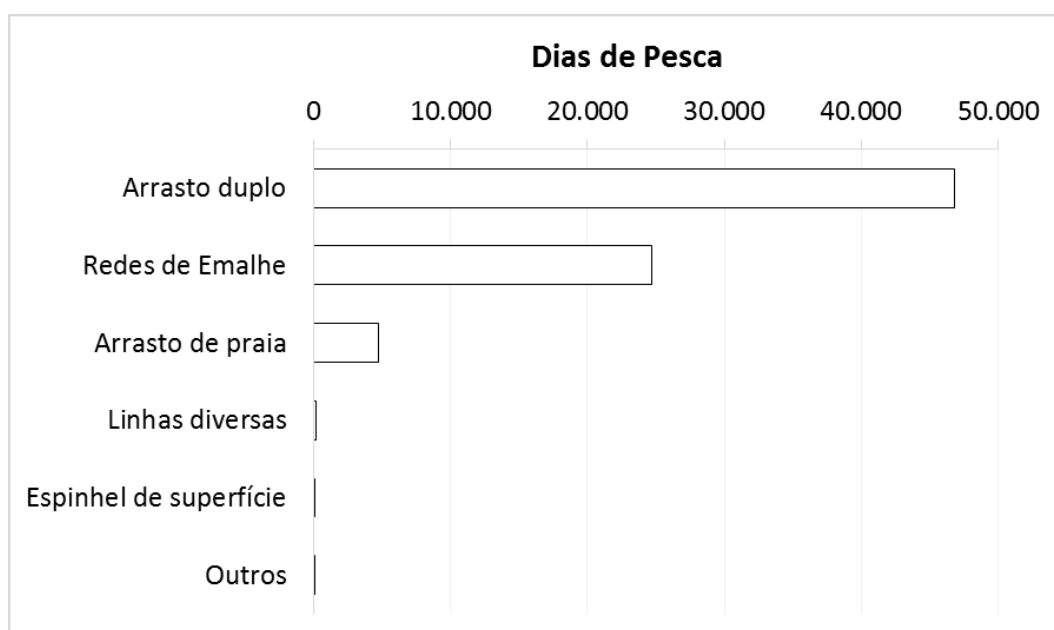 Dias de Pesca
0 10.000 20.000 30.000 40.000 50.000
Arrasto duplo
Redes de Emalhe
Arrasto de praia
Linhas diversas
Espinhel de superfície
Outros